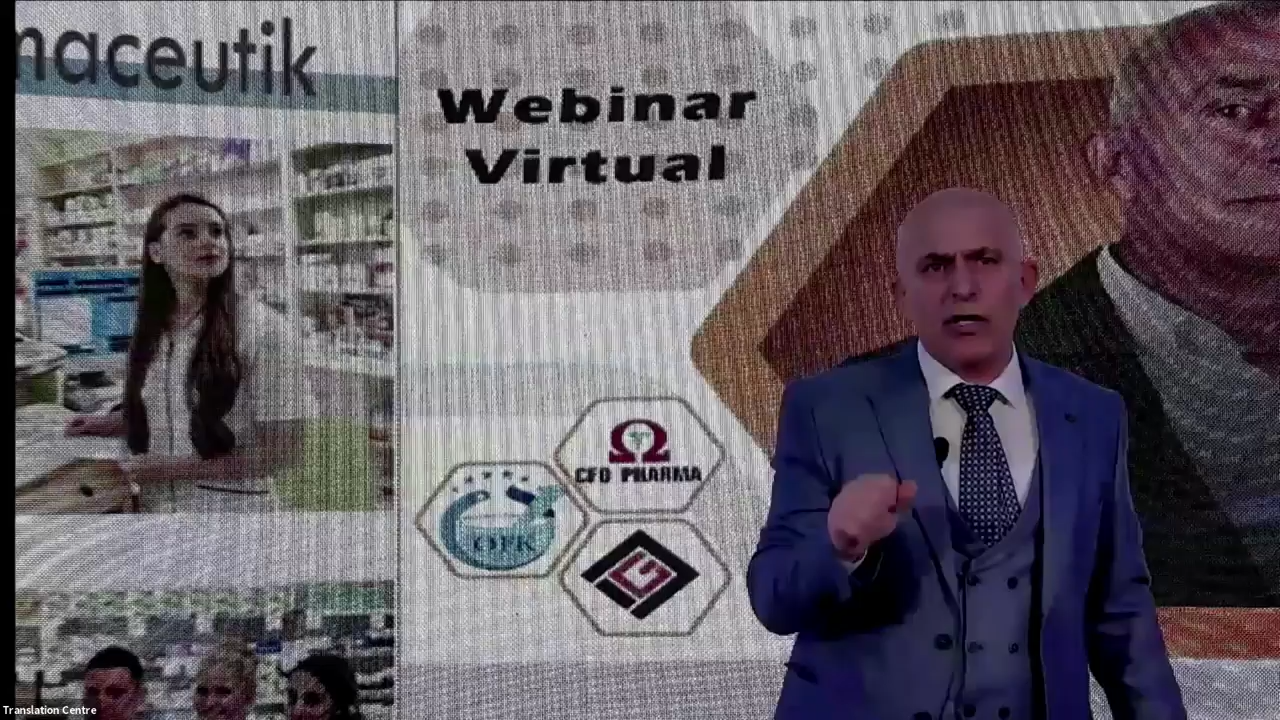 maceutik
Webinar
Virtual
CFO PHARMA
OFK
Translation Centre